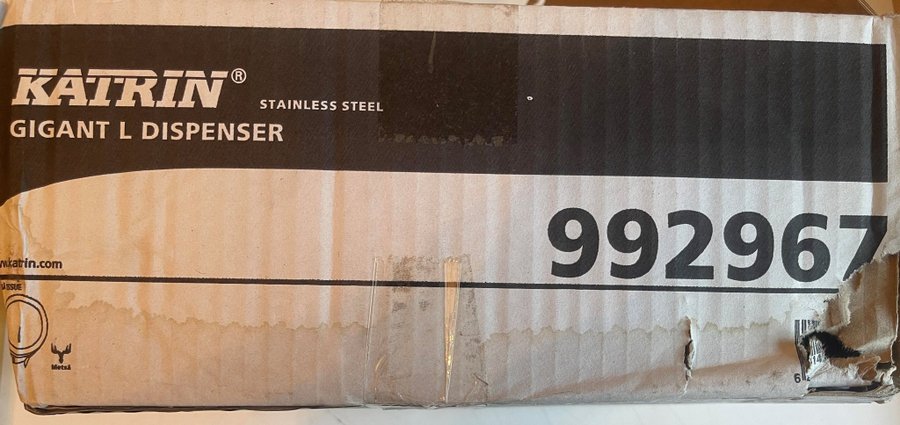 KATRIN®
STAINLESS STEEL
GIGANT L DISPENSER
992967
katrin.com
Metsä